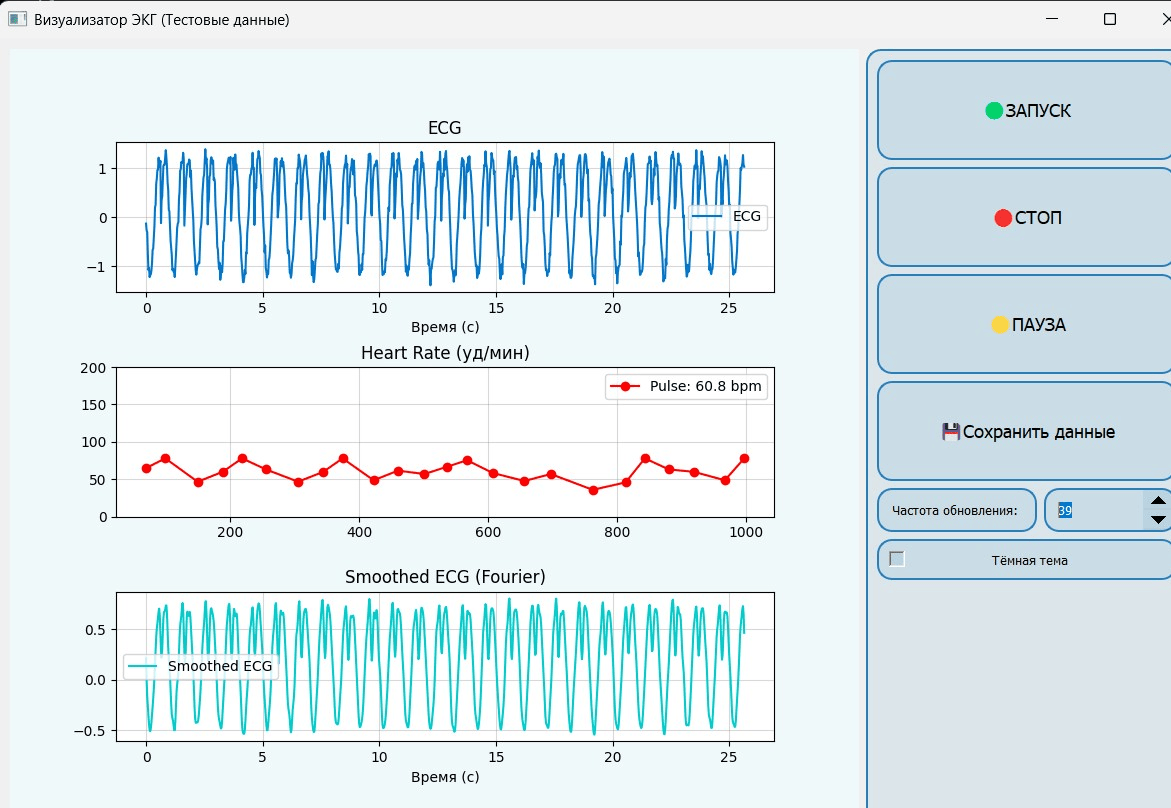 Визуализатор ЭКГ (Тестовые данные)
ECG
1
0
−1
ECG
0 5 10 15 20 25
Время (с)
Heart Rate (уд/мин)
200
150
100
50
0
Pulse: 60.8 bpm
200 400 600 800 1000
Smoothed ECG (Fourier)
0.5
0.0
−0.5
Smoothed ECG
0 5 10 15 20 25
Время (с)
ЗАПУСК
СТОП
ПАУЗА
Сохранить данные
Частота обновления: 39
Тёмная тема